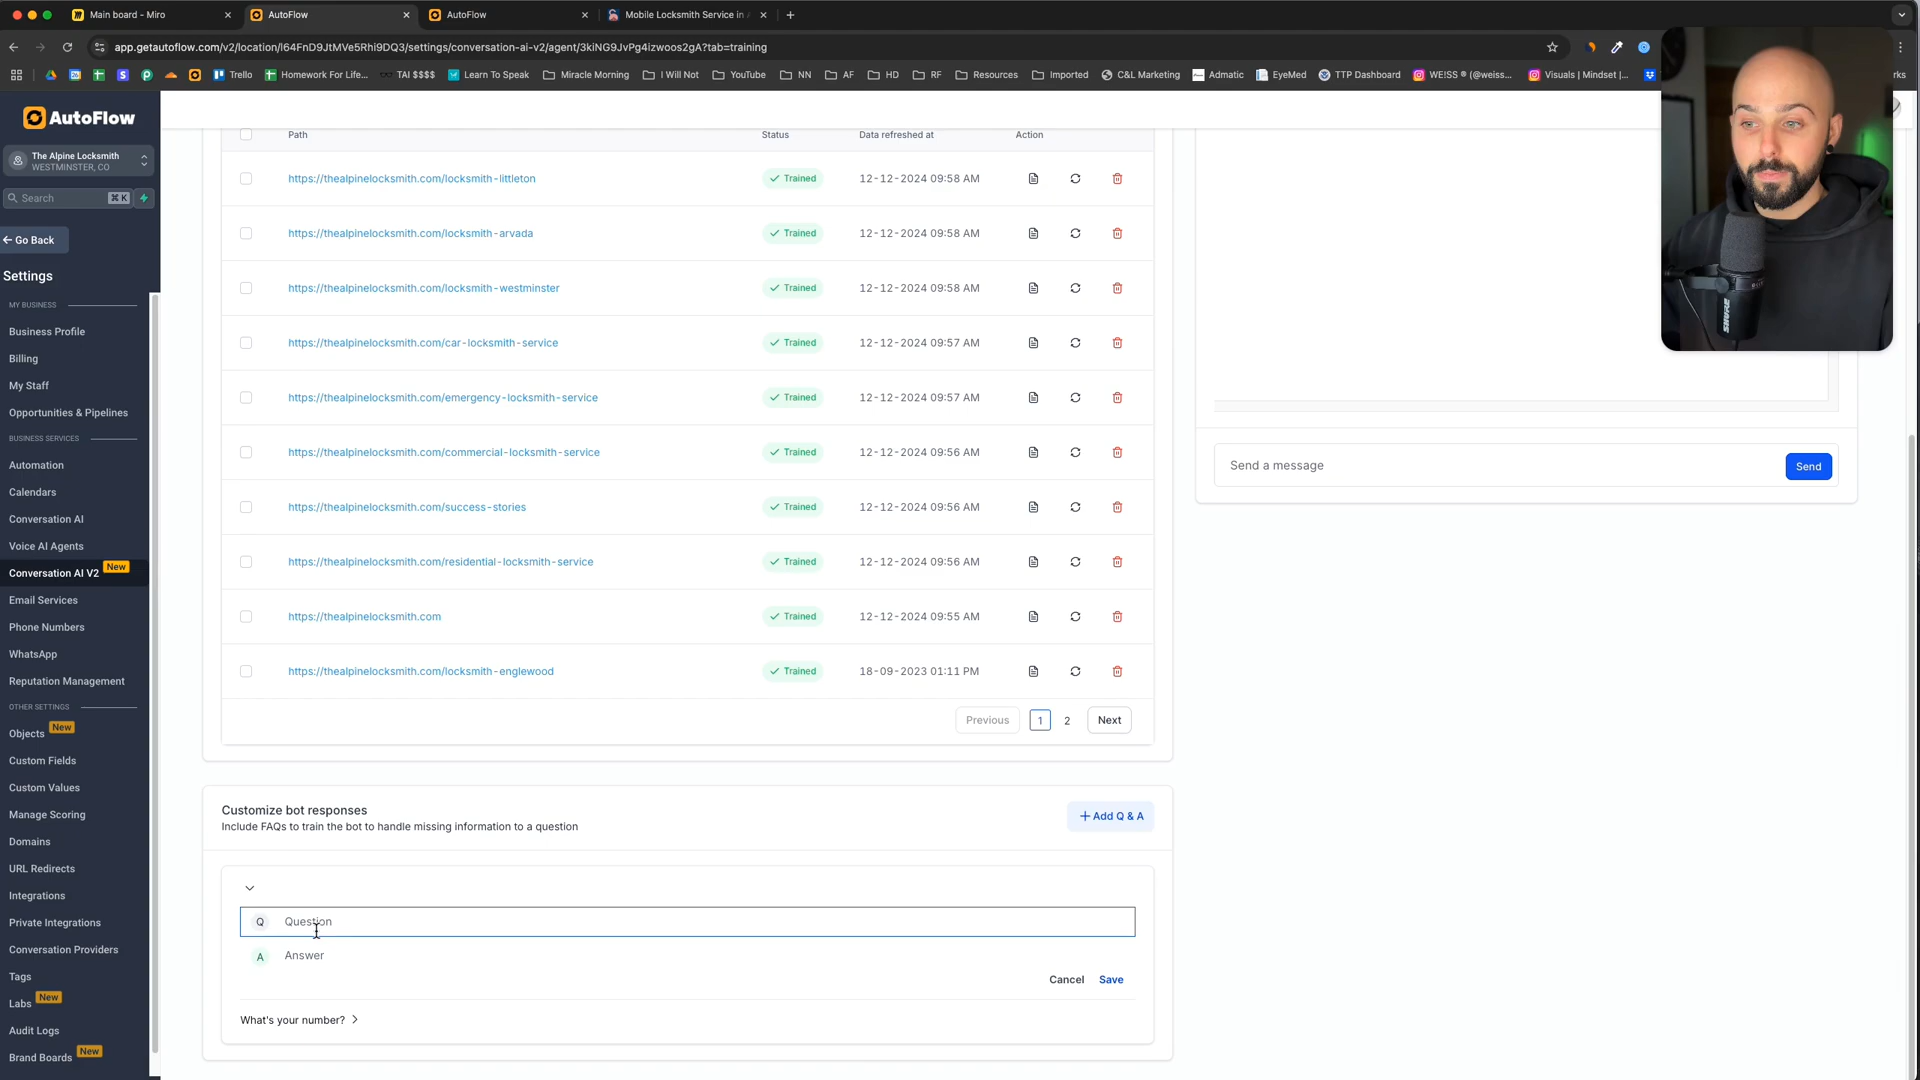 Main board - Miro
AutoFlow
AutoFlow
Mobile Locksmith Service in
app.getautoflow.com/v2/location/l64FnD9JtMVe5Rhi9DQ3/settings/conversation-ai-v2/agent/3kiNG9JvPg4izwoos2gA?tab=training
Trello
Homework For Life...
TAI $$$$
Learn To Speak
Miracle Morning
I Will Not
YouTube
NN
AF
HD
RF
Resources
Imported
C&L Marketing
Admatic
EyeMed
TTP Dashboard
WE!SS ® (@weiss...
Visuals | Mindset |...
AutoFlow
The Alpine Locksmith
WESTMINSTER, CO
Search
⌘ K
Go Back
Settings
MY BUSINESS
Business Profile
Billing
My Staff
Opportunities & Pipelines
BUSINESS SERVICES
Automation
Calendars
Conversation AI
Voice AI Agents
Conversation AI V2 New
Email Services
Phone Numbers
WhatsApp
Reputation Management
OTHER SETTINGS
Objects New
Custom Fields
Custom Values
Manage Scoring
Domains
URL Redirects
Integrations
Private Integrations
Conversation Providers
Tags
Labs New
Audit Logs
Brand Boards New
Path Status Data refreshed at Action
https://thealpinelocksmith.com/locksmith-littleton Trained 12-12-2024 09:58 AM
https://thealpinelocksmith.com/locksmith-arvada Trained 12-12-2024 09:58 AM
https://thealpinelocksmith.com/locksmith-westminster Trained 12-12-2024 09:58 AM
https://thealpinelocksmith.com/car-locksmith-service Trained 12-12-2024 09:57 AM
https://thealpinelocksmith.com/emergency-locksmith-service Trained 12-12-2024 09:57 AM
https://thealpinelocksmith.com/commercial-locksmith-service Trained 12-12-2024 09:56 AM
https://thealpinelocksmith.com/success-stories Trained 12-12-2024 09:56 AM
https://thealpinelocksmith.com/residential-locksmith-service Trained 12-12-2024 09:56 AM
https://thealpinelocksmith.com Trained 12-12-2024 09:55 AM
https://thealpinelocksmith.com/locksmith-englewood Trained 18-09-2023 01:11 PM
Previous 1 2 Next
Customize bot responses
Include FAQs to train the bot to handle missing information to a question
+ Add Q & A
Q Question
A Answer
Cancel Save
What's your number?
Send a message
Send
SHURE